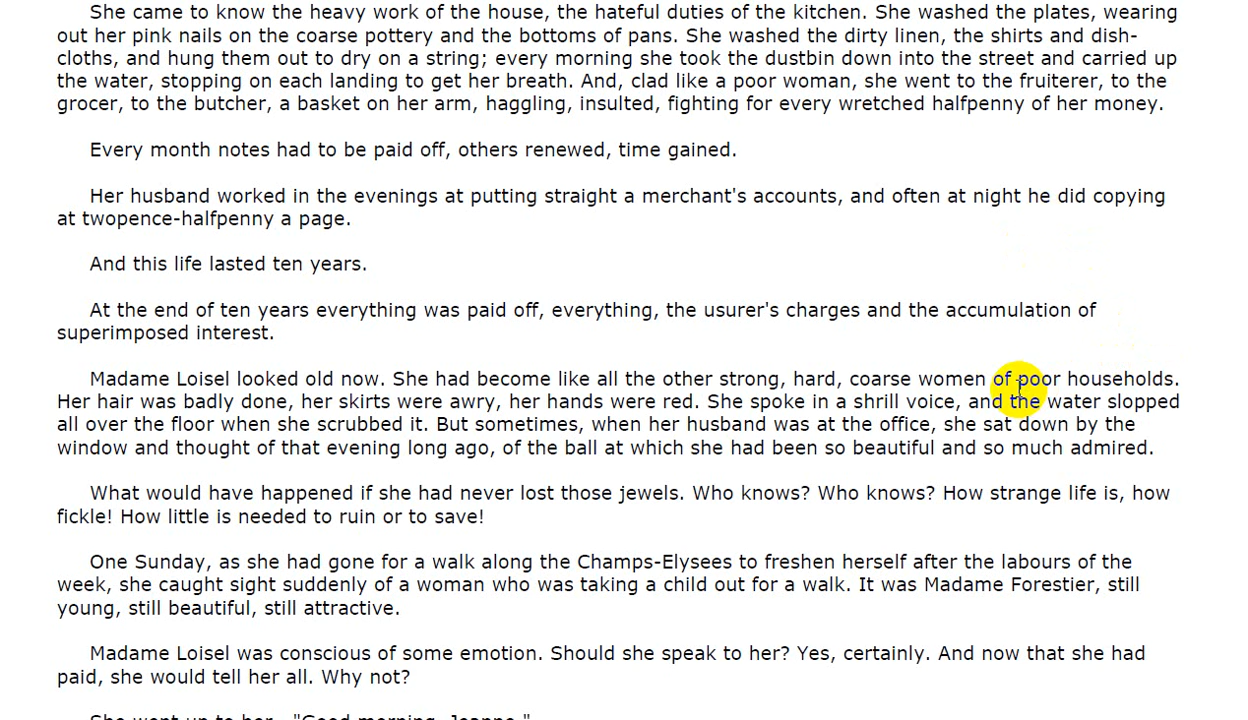 She came to know the heavy work of the house, the hateful duties of the kitchen. She washed the plates, wearing
out her pink nails on the coarse pottery and the bottoms of pans. She washed the dirty linen, the shirts and dish-
cloths, and hung them out to dry on a string; every morning she took the dustbin down into the street and carried up
the water, stopping on each landing to get her breath. And, clad like a poor woman, she went to the fruiterer, to the
grocer, to the butcher, a basket on her arm, haggling, insulted, fighting for every wretched halfpenny of her money.
Every month notes had to be paid off, others renewed, time gained.
Her husband worked in the evenings at putting straight a merchant's accounts, and often at night he did copying
at twopence-halfpenny a page.
And this life lasted ten years.
At the end of ten years everything was paid off, everything, the usurer's charges and the accumulation of
superimposed interest.
Madame Loisel looked old now. She had become like all the other strong, hard, coarse women of poor households.
Her hair was badly done, her skirts were awry, her hands were red. She spoke in a shrill voice, and the water slopped
all over the floor when she scrubbed it. But sometimes, when her husband was at the office, she sat down by the
window and thought of that evening long ago, of the ball at which she had been so beautiful and so much admired.
What would have happened if she had never lost those jewels. Who knows? Who knows? How strange life is, how
fickle! How little is needed to ruin or to save!
One Sunday, as she had gone for a walk along the Champs-Elysees to freshen herself after the labours of the
week, she caught sight suddenly of a woman who was taking a child out for a walk. It was Madame Forestier, still
young, still beautiful, still attractive.
Madame Loisel was conscious of some emotion. Should she speak to her? Yes, certainly. And now that she had
paid, she would tell her all. Why not?
She went up to her. "Good morning, Jeanne."